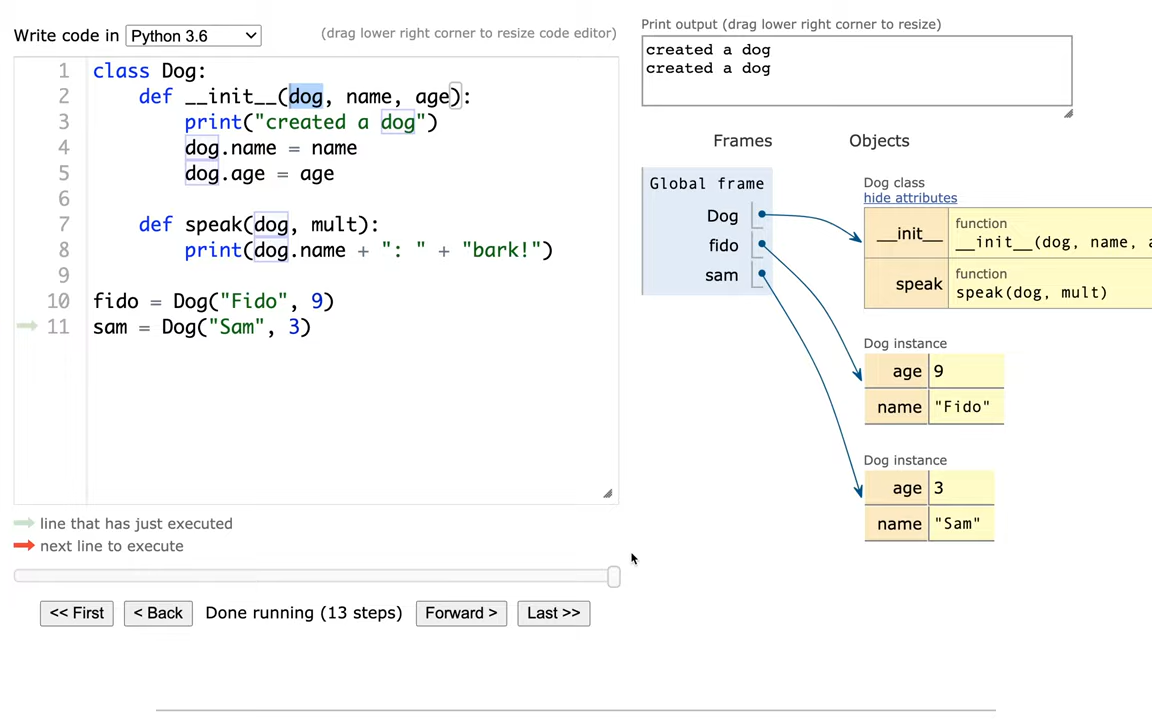 Write code in Python 3.6
(drag lower right corner to resize code editor)
1 class Dog:
2 def __init__(dog, name, age):
3 print("created a dog")
4 dog.name = name
5 dog.age = age
6
7 def speak(dog, mult):
8 print(dog.name + ": " + "bark!")
9
10 fido = Dog("Fido", 9)
11 sam = Dog("Sam", 3)
line that has just executed
next line to execute
<< First
< Back
Done running (13 steps)
Forward >
Last >>
Print output (drag lower right corner to resize)
created a dog
created a dog
Frames
Objects
Global frame
Dog
fido
sam
Dog class
hide attributes
__init__
function
__init__(dog, name, a
speak
function
speak(dog, mult)
Dog instance
age 9
name "Fido"
Dog instance
age 3
name "Sam"